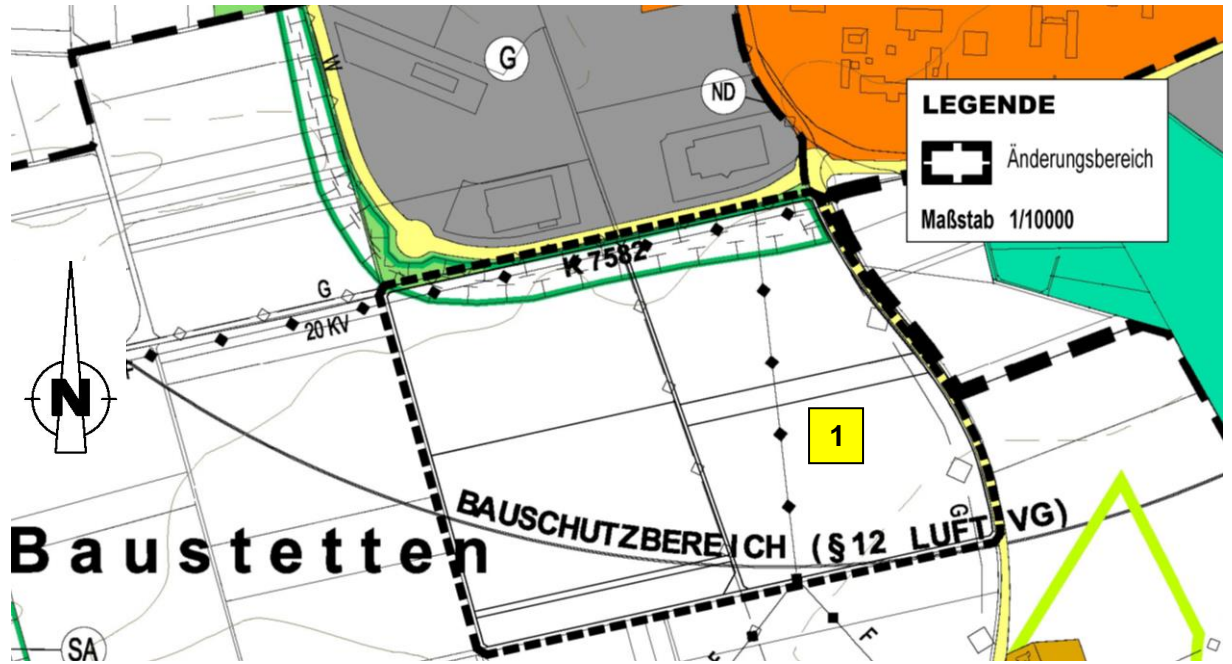 W
G
ND
LEGENDE
Änderungsbereich
Maßstab 1/10000
K 7582
G
20 KV
F
N
1
BAUSCHUTZBEREICH (§ 12 LUFT VG)
G
Baustetten
SA
F